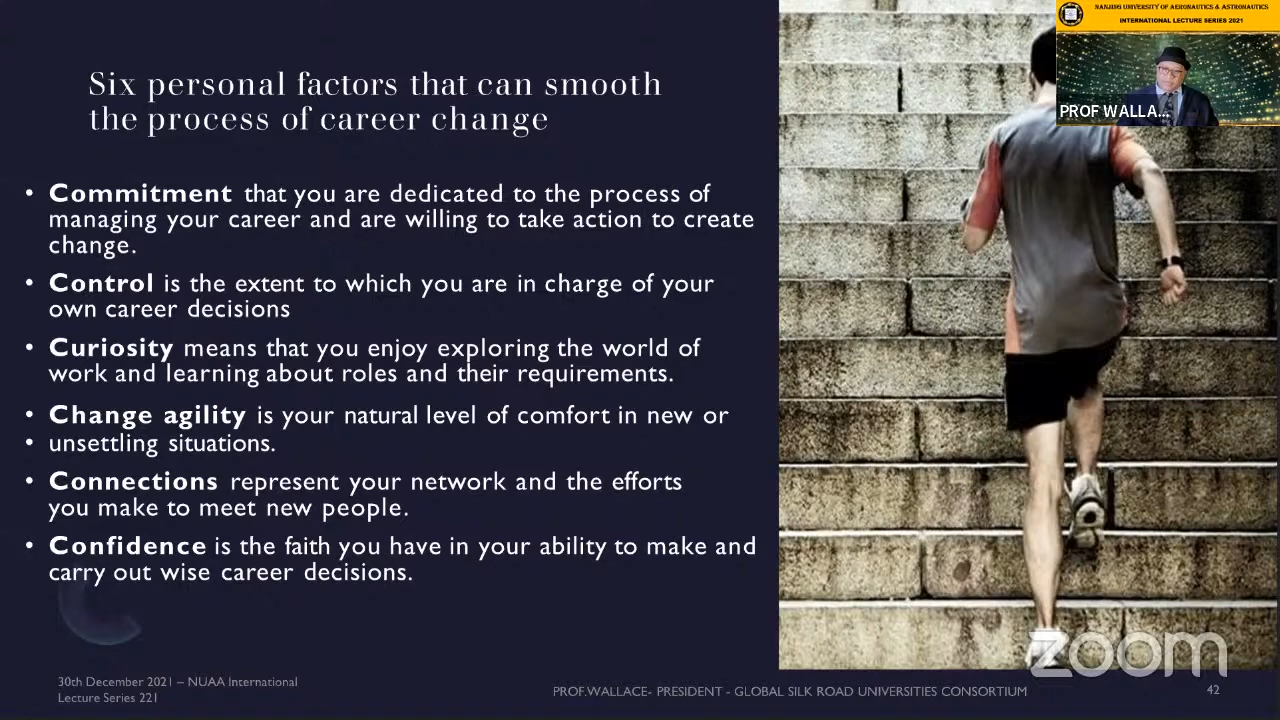 NANJING UNIVERSITY OF AERONAUTICS & ASTRONAUTICS
INTERNATIONAL LECTURE SERIES 2021
PROF WALLA...
Six personal factors that can smooth
the process of career change
• Commitment that you are dedicated to the process of
managing your career and are willing to take action to create
change.
• Control is the extent to which you are in charge of your
own career decisions
• Curiosity means that you enjoy exploring the world of
work and learning about roles and their requirements.
• Change agility is your natural level of comfort in new or
• unsettling situations.
• Connections represent your network and the efforts
you make to meet new people.
• Confidence is the faith you have in your ability to make and
carry out wise career decisions.
zoom
30th December 2021 – NUAA International
Lecture Series 221
PROF.WALLACE- PRESIDENT - GLOBAL SILK ROAD UNIVERSITIES CONSORTIUM
42